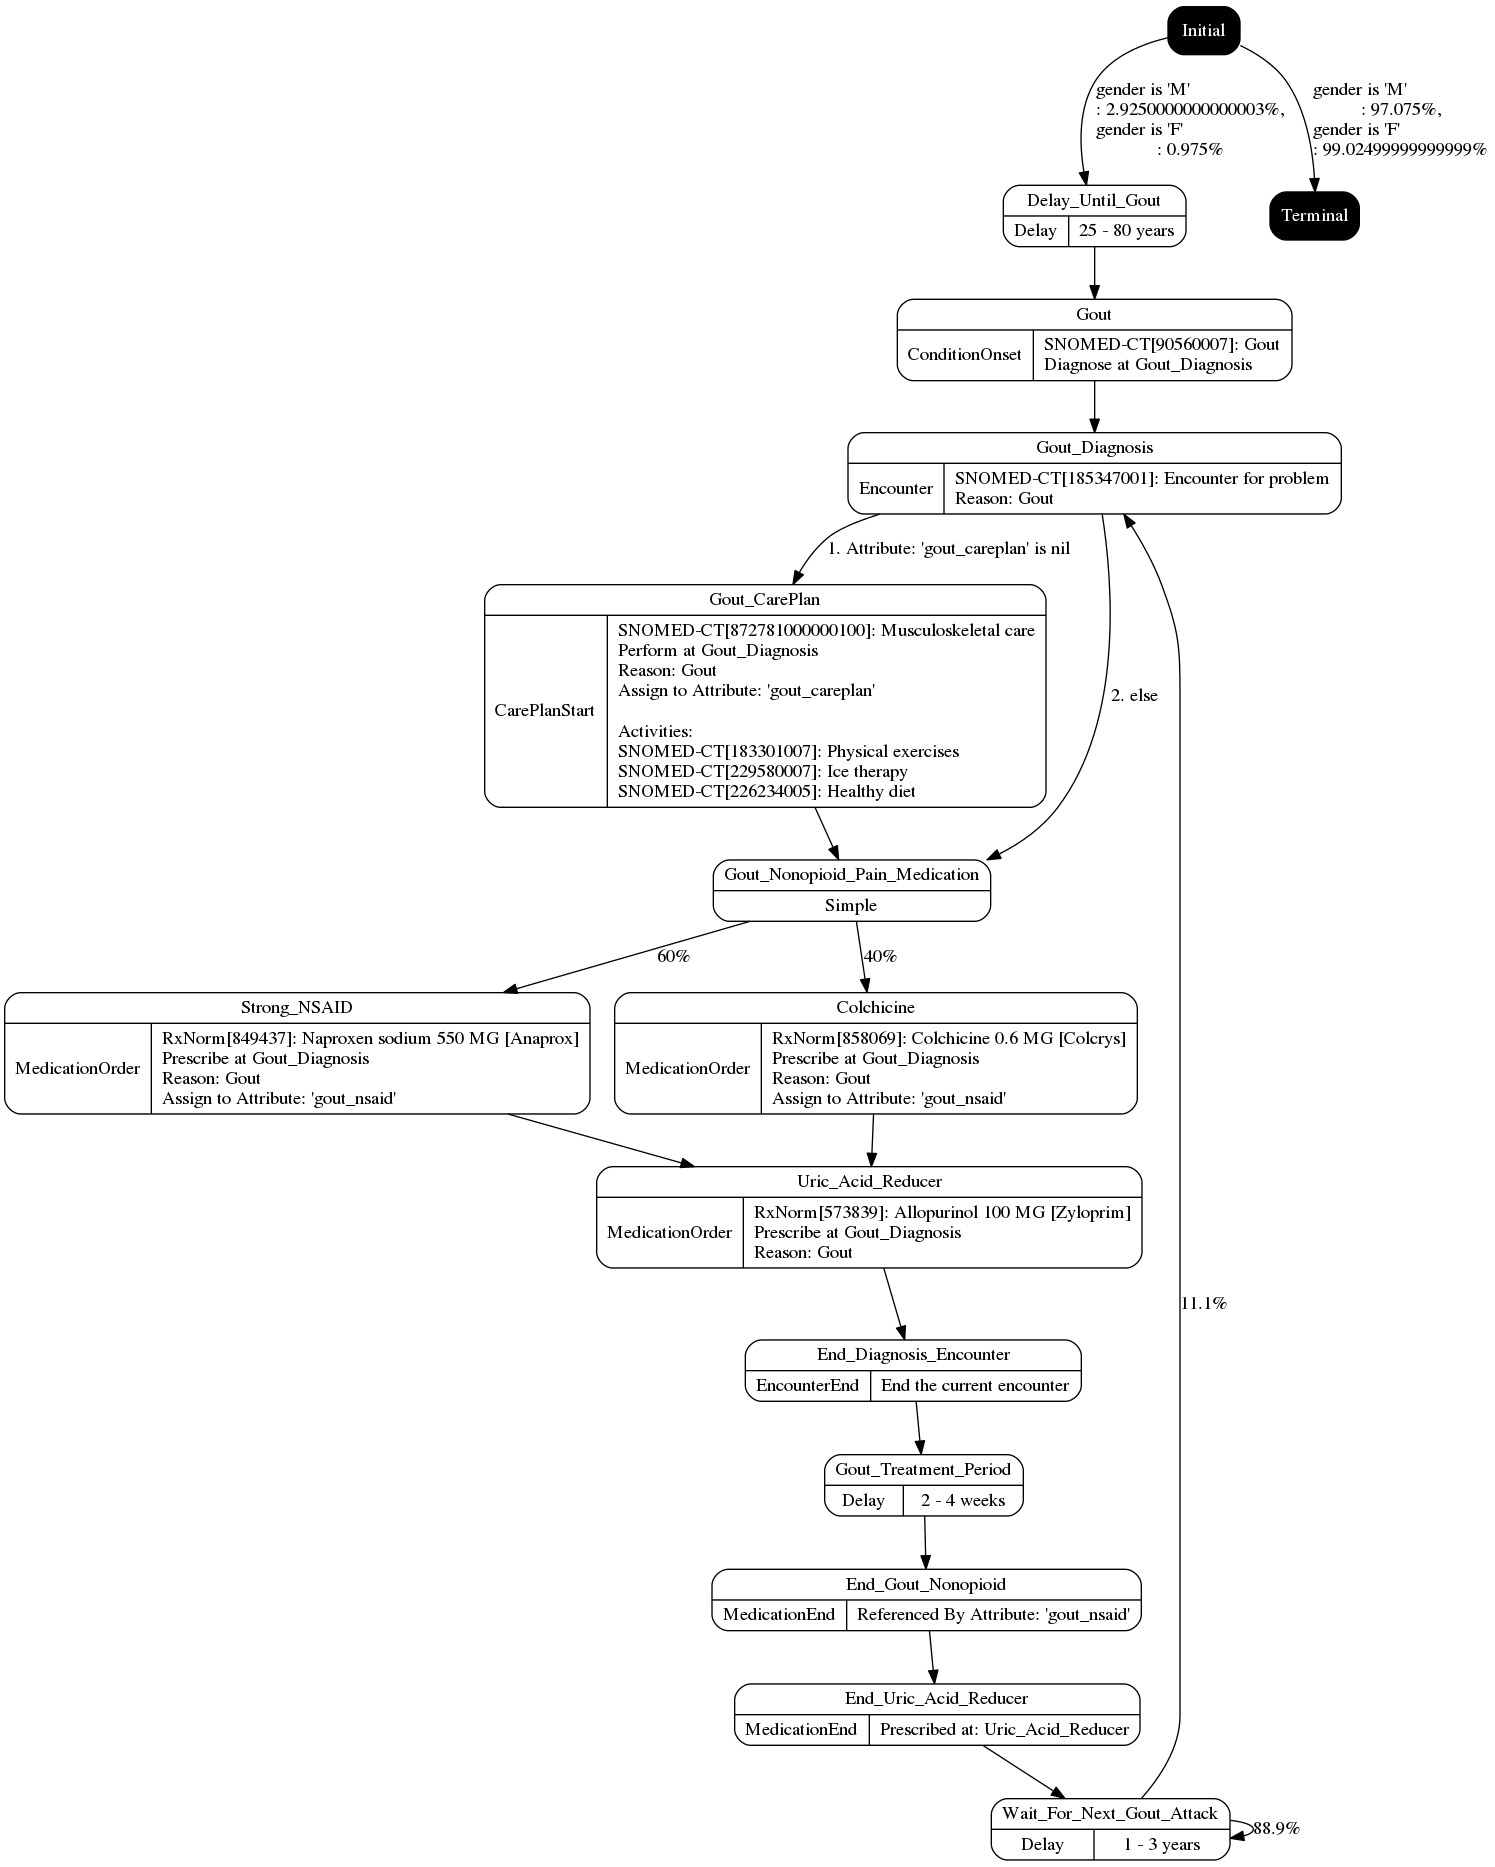 Initial
gender is 'M'
: 2.9250000000000003%,
gender is 'F'
: 0.975%
gender is 'M'
: 97.075%,
gender is 'F'
: 99.02499999999999%
Delay_Until_Gout
Delay
25 - 80 years
Terminal
Gout
ConditionOnset
SNOMED-CT[90560007]: Gout
Diagnose at Gout_Diagnosis
Gout_Diagnosis
Encounter
SNOMED-CT[185347001]: Encounter for problem
Reason: Gout
1. Attribute: 'gout_careplan' is nil
Gout_CarePlan
CarePlanStart
SNOMED-CT[872781000000100]: Musculoskeletal care
Perform at Gout_Diagnosis
Reason: Gout
Assign to Attribute: 'gout_careplan'
Activities:
SNOMED-CT[183301007]: Physical exercises
SNOMED-CT[229580007]: Ice therapy
SNOMED-CT[226234005]: Healthy diet
2. else
Gout_Nonopioid_Pain_Medication
Simple
60%
40%
Strong_NSAID
MedicationOrder
RxNorm[849437]: Naproxen sodium 550 MG [Anaprox]
Prescribe at Gout_Diagnosis
Reason: Gout
Assign to Attribute: 'gout_nsaid'
Colchicine
MedicationOrder
RxNorm[858069]: Colchicine 0.6 MG [Colcrys]
Prescribe at Gout_Diagnosis
Reason: Gout
Assign to Attribute: 'gout_nsaid'
Uric_Acid_Reducer
MedicationOrder
RxNorm[573839]: Allopurinol 100 MG [Zyloprim]
Prescribe at Gout_Diagnosis
Reason: Gout
11.1%
End_Diagnosis_Encounter
EncounterEnd
End the current encounter
Gout_Treatment_Period
Delay
2 - 4 weeks
End_Gout_Nonopioid
MedicationEnd
Referenced By Attribute: 'gout_nsaid'
End_Uric_Acid_Reducer
MedicationEnd
Prescribed at: Uric_Acid_Reducer
Wait_For_Next_Gout_Attack
Delay
1 - 3 years
88.9%